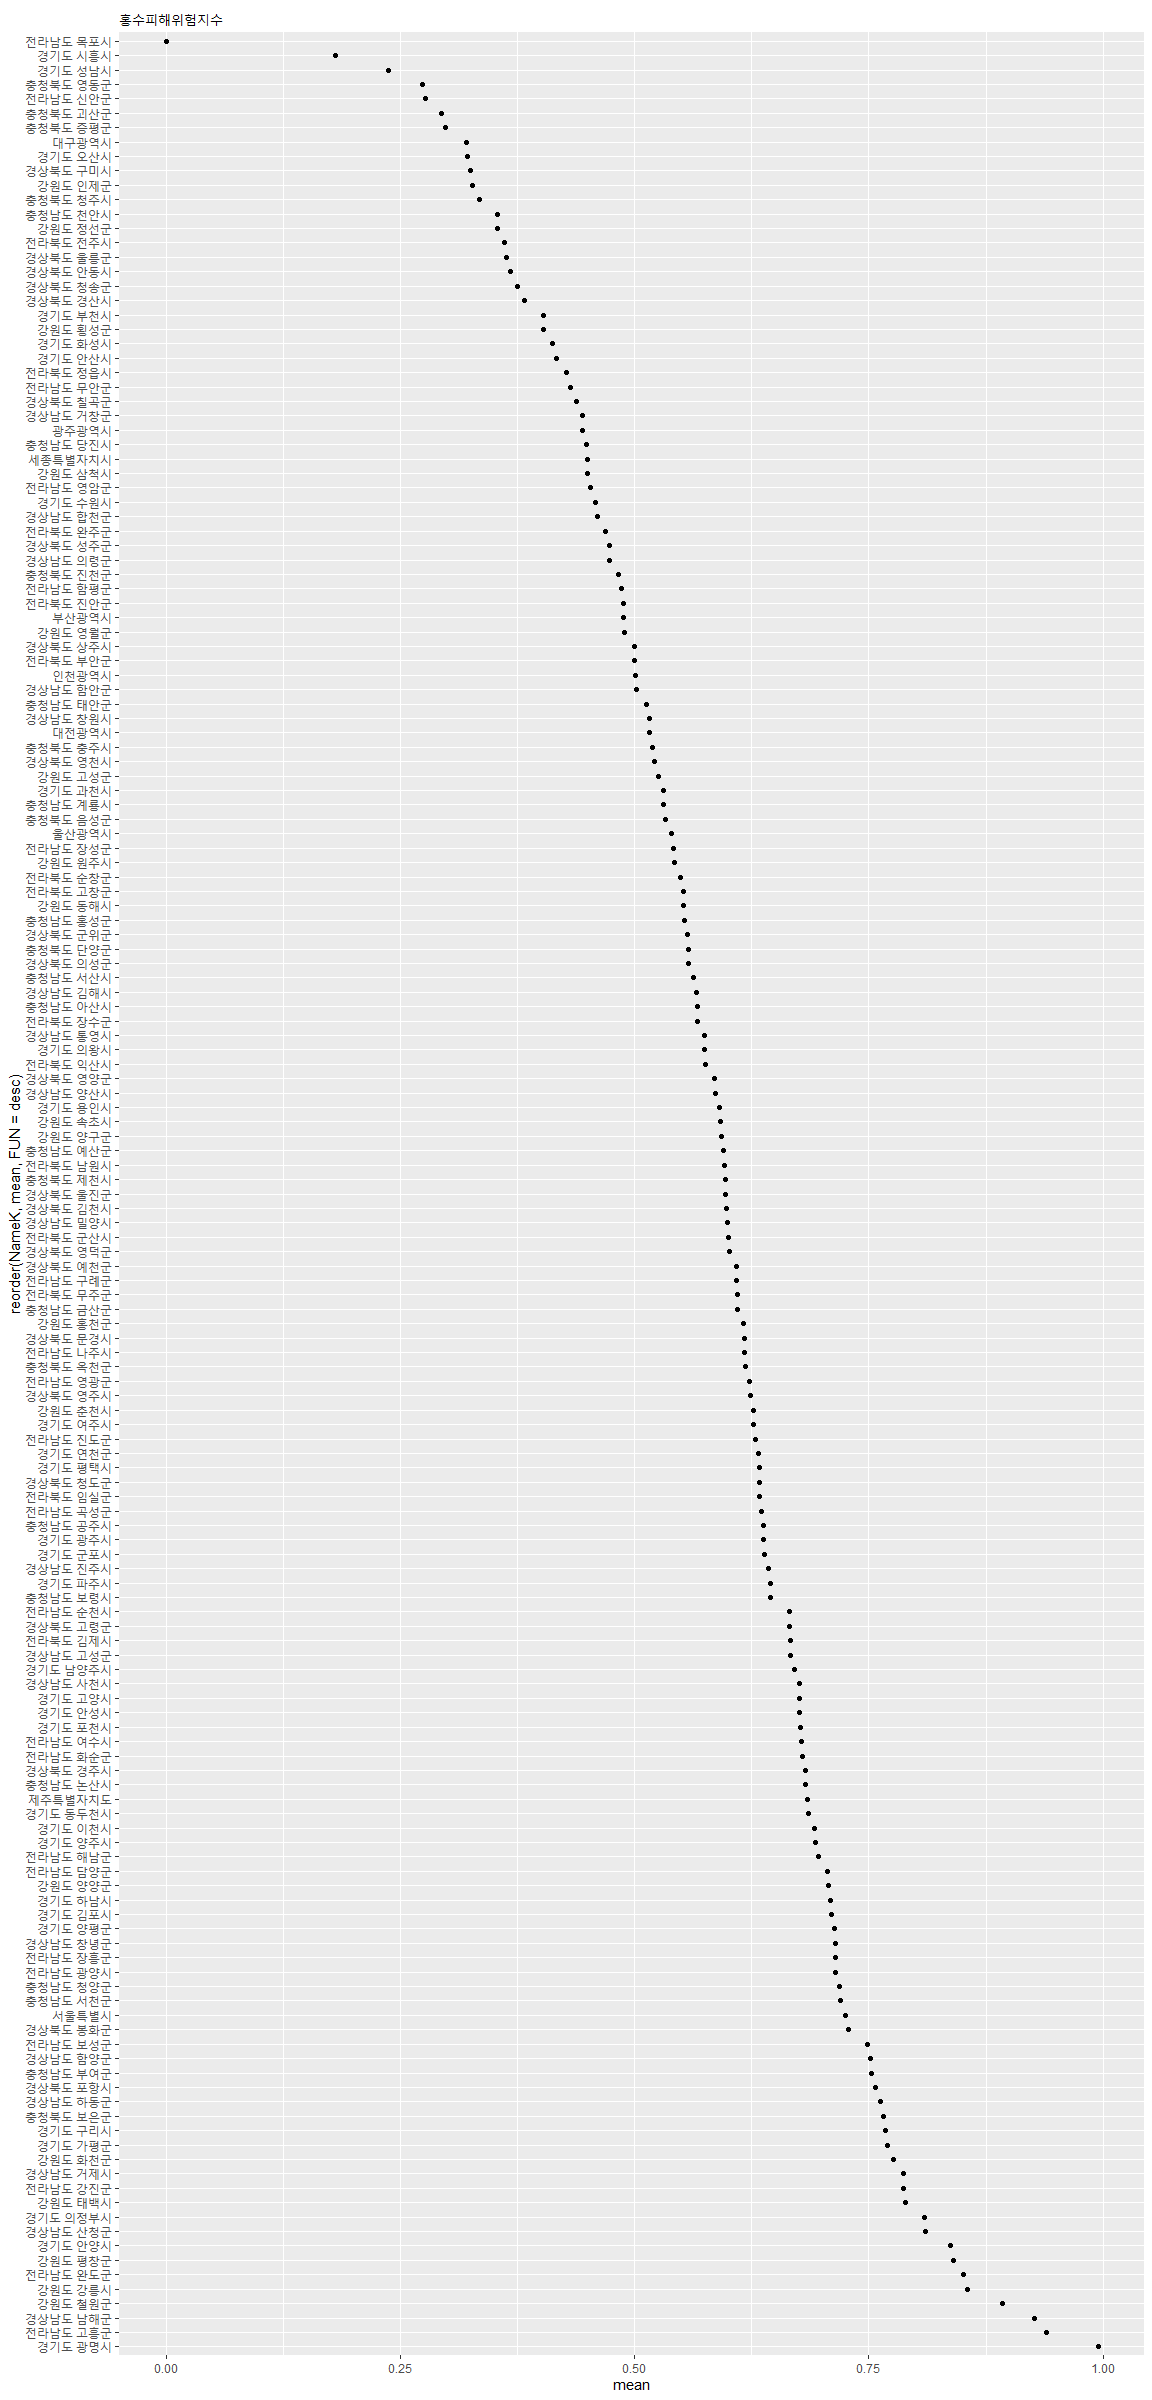 홍수피해위험지수
전라남도 목포시
경기도 시흥시
경기도 성남시
충청북도 영동군
전라남도 신안군
충청북도 괴산군
충청북도 증평군
대구광역시
경기도 오산시
경상북도 구미시
강원도 인제군
충청북도 청주시
충청남도 천안시
강원도 정선군
전라북도 전주시
경상북도 울릉군
경상북도 안동시
경상북도 청송군
경상북도 경산시
경기도 부천시
강원도 횡성군
경기도 화성시
경기도 안산시
전라북도 정읍시
전라남도 무안군
경상북도 칠곡군
경상남도 거창군
광주광역시
충청남도 당진시
세종특별자치시
강원도 삼척시
전라남도 영암군
경기도 수원시
경상남도 합천군
전라북도 완주군
경상북도 성주군
경상남도 의령군
충청북도 진천군
전라남도 함평군
전라북도 진안군
부산광역시
강원도 영월군
경상북도 상주시
전라북도 부안군
인천광역시
경상남도 함안군
충청남도 태안군
경상남도 창원시
대전광역시
충청북도 충주시
경상북도 영천시
강원도 고성군
경기도 과천시
충청남도 계룡시
충청북도 음성군
울산광역시
전라남도 장성군
강원도 원주시
전라북도 순창군
전라북도 고창군
강원도 동해시
충청남도 홍성군
경상북도 군위군
충청북도 단양군
경상북도 의성군
충청남도 서산시
경상남도 김해시
충청남도 아산시
전라북도 장수군
경상남도 통영시
경기도 의왕시
전라북도 익산시
경상북도 영양군
경상남도 양산시
경기도 용인시
강원도 속초시
강원도 양구군
충청남도 예산군
전라북도 남원시
충청북도 제천시
경상북도 울진군
경상북도 김천시
경상남도 밀양시
전라북도 군산시
경상북도 영덕군
경상북도 예천군
전라남도 구례군
전라북도 무주군
충청남도 금산군
강원도 홍천군
경상북도 문경시
전라남도 나주시
충청북도 옥천군
전라남도 영광군
경상북도 영주시
강원도 춘천시
경기도 여주시
전라남도 진도군
경기도 연천군
경기도 평택시
경상북도 청도군
전라북도 임실군
전라남도 곡성군
충청남도 공주시
경기도 광주시
경기도 군포시
경상남도 진주시
경기도 파주시
충청남도 보령시
전라남도 순천시
경상북도 고령군
전라북도 김제시
경상남도 고성군
경기도 남양주시
경상남도 사천시
경기도 고양시
경기도 안성시
경기도 포천시
전라남도 여수시
전라남도 화순군
경상북도 경주시
충청남도 논산시
제주특별자치도
경기도 동두천시
경기도 이천시
경기도 양주시
전라남도 해남군
전라남도 담양군
강원도 양양군
경기도 하남시
경기도 김포시
경기도 양평군
경상남도 창녕군
전라남도 장흥군
전라남도 광양시
충청남도 청양군
충청남도 서천군
서울특별시
경상북도 봉화군
전라남도 보성군
경상남도 함양군
충청남도 부여군
경상북도 포항시
경상남도 하동군
충청북도 보은군
경기도 구리시
경기도 가평군
강원도 화천군
경상남도 거제시
전라남도 강진군
강원도 태백시
경기도 의정부시
경상남도 산청군
경기도 안양시
강원도 평창군
전라남도 완도군
강원도 강릉시
강원도 철원군
경상남도 남해군
전라남도 고흥군
경기도 광명시
reorder(NameK, mean, FUN = desc)
0.00 0.25 0.50 0.75 1.00
mean